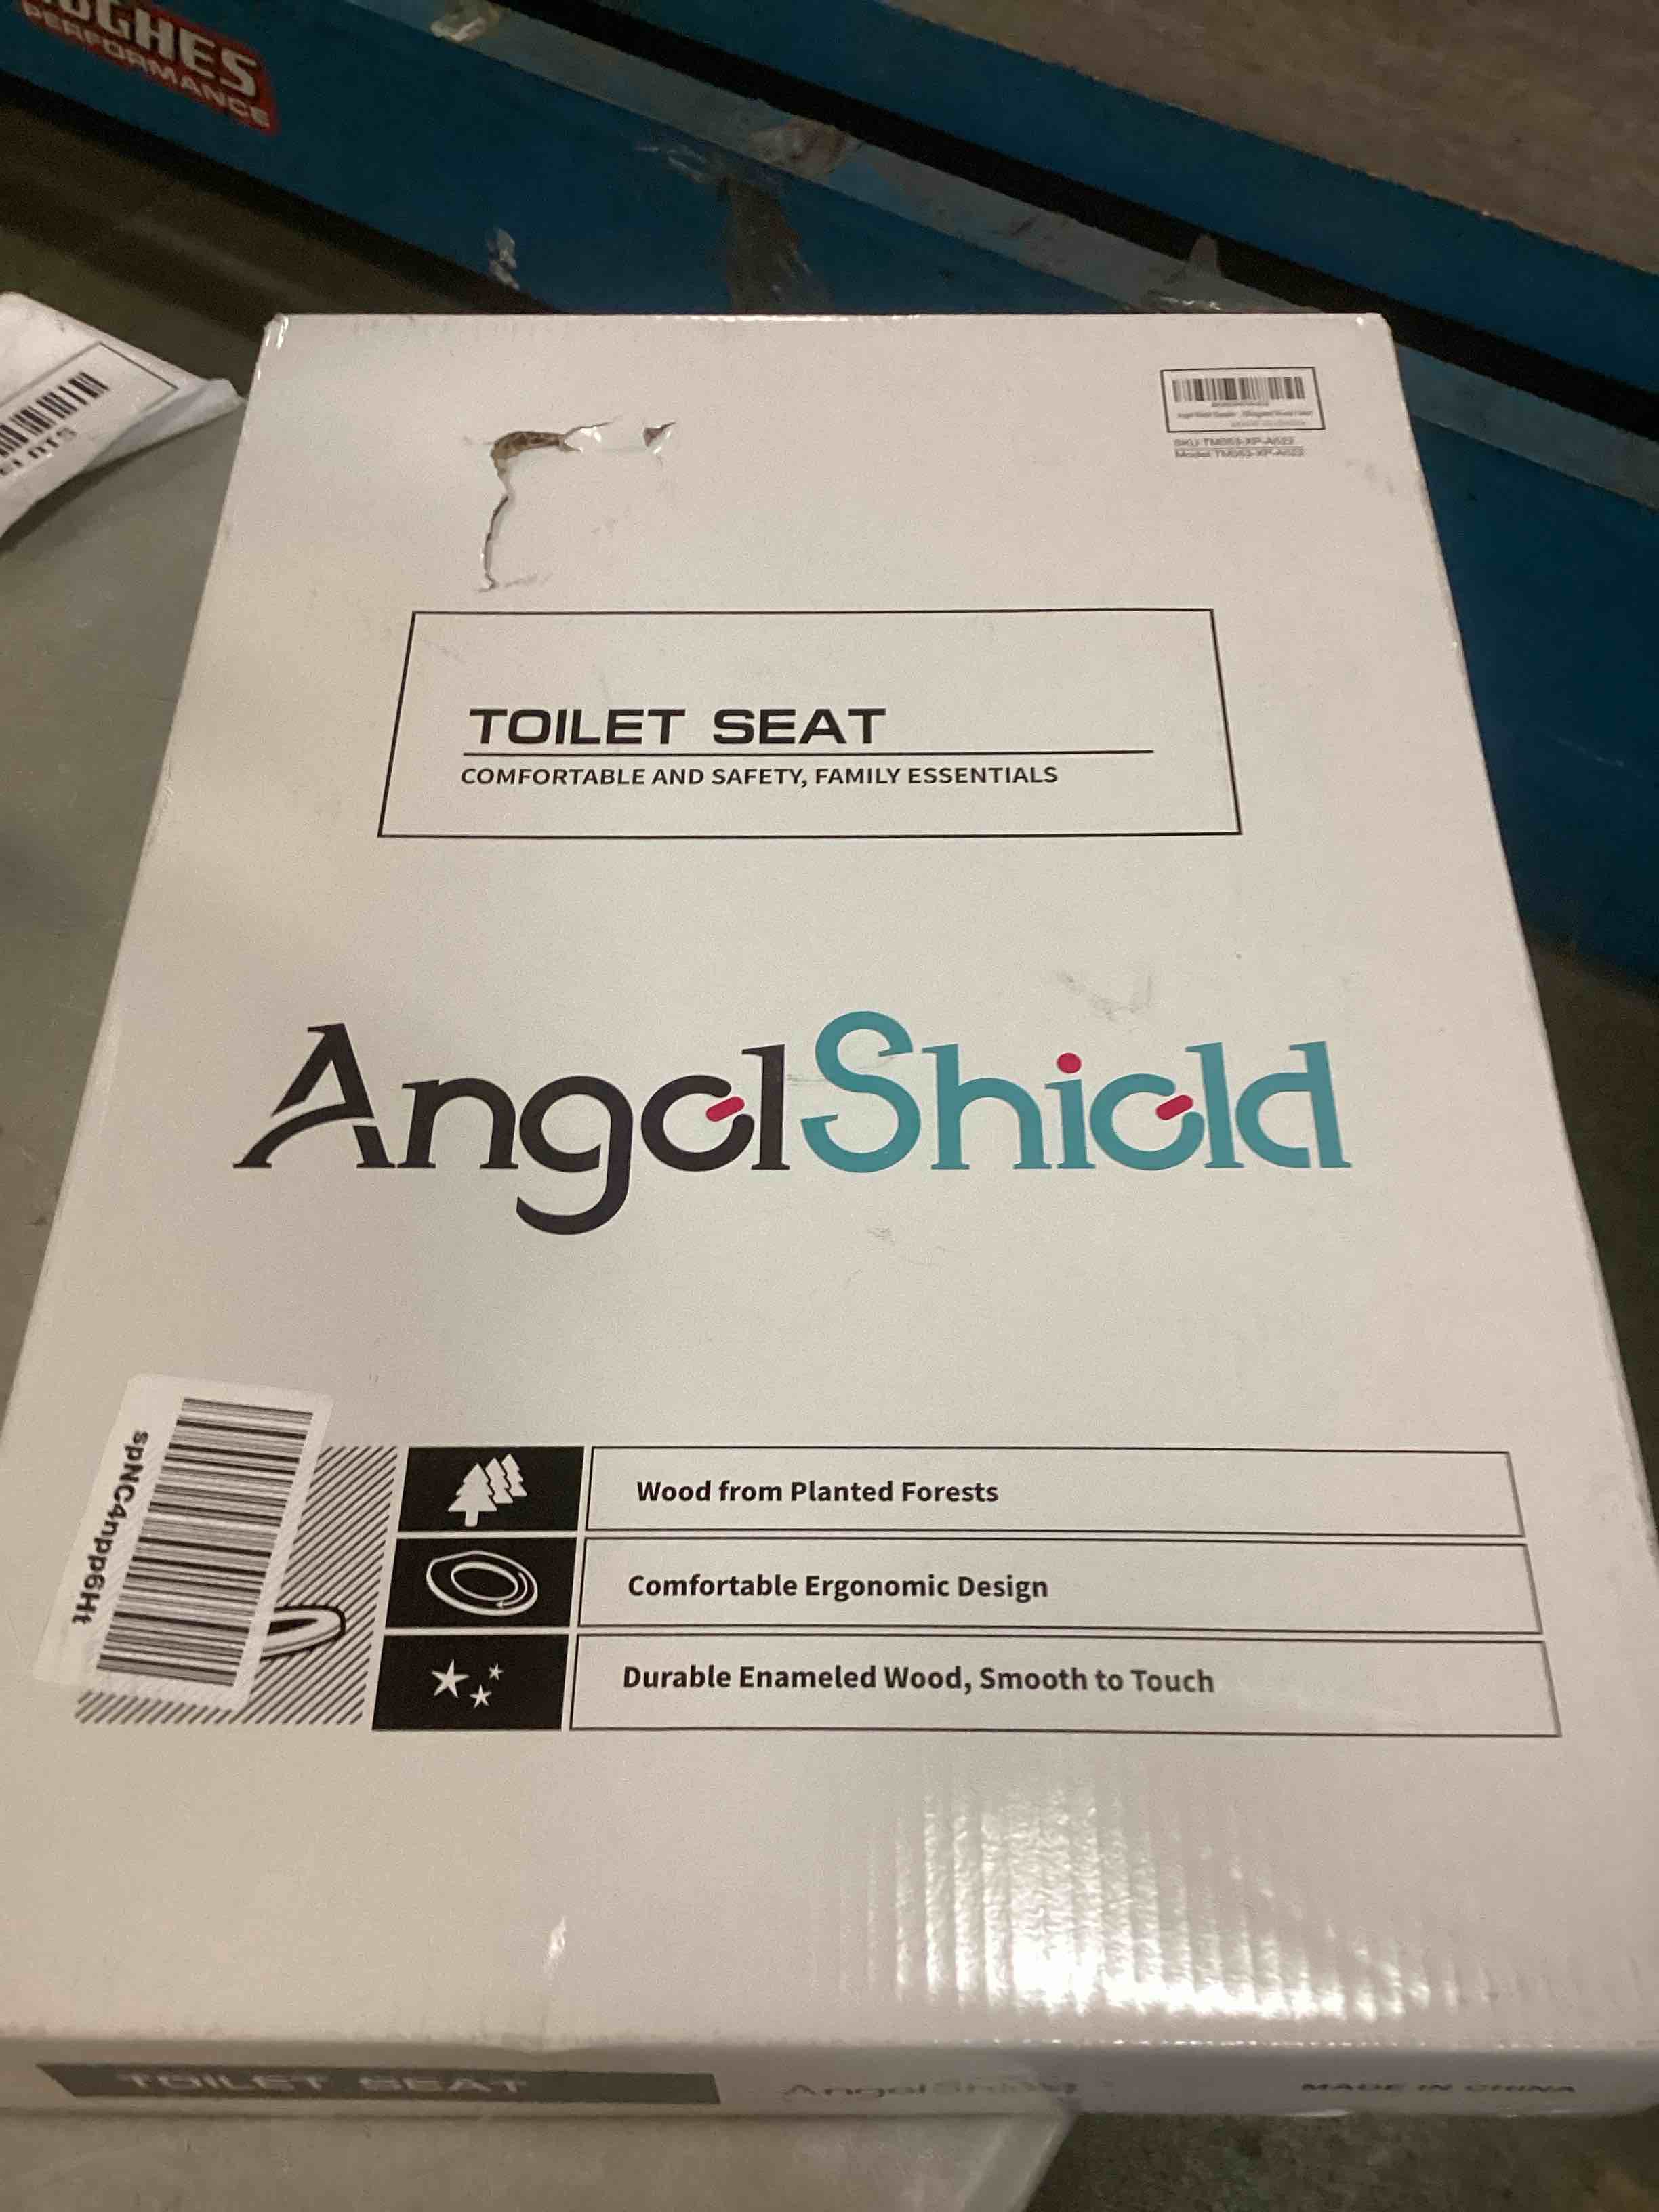 PERFORMANCE
TOILET SEAT
COMFORTABLE AND SAFETY, FAMILY ESSENTIALS
AngelShield
spNC4npp6Ht
Wood from Planted Forests
Comfortable Ergonomic Design
Durable Enameled Wood, Smooth to Touch
TOILET SEAT
AngelShield
MADE IN CHINA